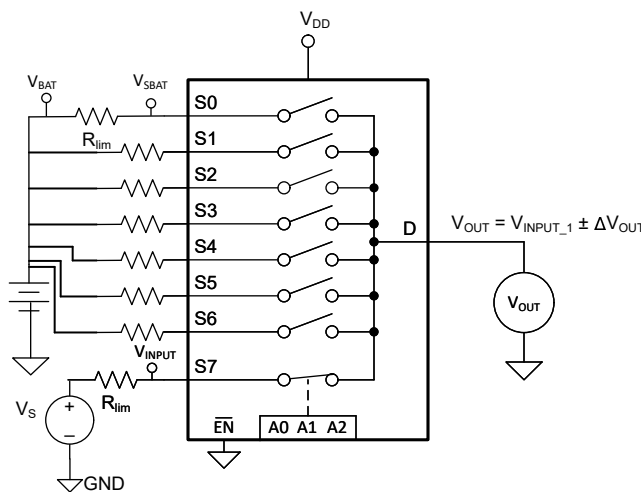 VDD
VBAT
VSBAT
Rlim
S0
S1
S2
S3
S4
S5
S6
S7
D
VOUT = VINPUT_1 ± ΔVOUT
VOUT
VINPUT
Rlim
VS
+
−
GND
EN
A0 A1 A2